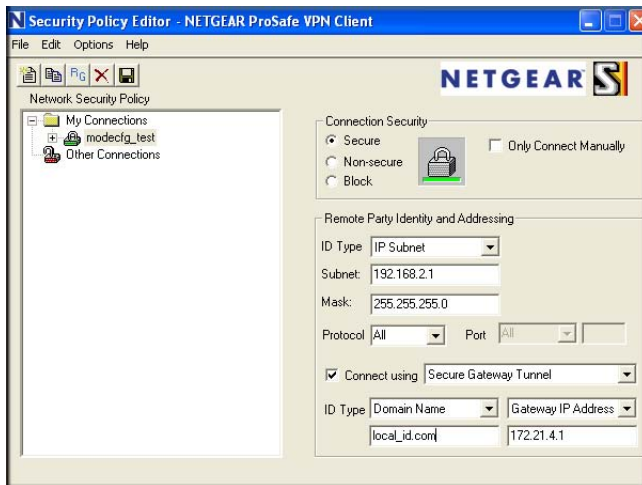 Security Policy Editor - NETGEAR ProSafe VPN Client
File Edit Options Help
NETGEAR
Network Security Policy
My Connections
modecfg_test
Other Connections
Connection Security
Secure
Non-secure
Block
Only Connect Manually
Remote Party Identity and Addressing
ID Type IP Subnet
Subnet: 192.168.2.1
Mask: 255.255.255.0
Protocol All Port All
Connect using Secure Gateway Tunnel
ID Type Domain Name Gateway IP Address
local_id.com 172.21.4.1